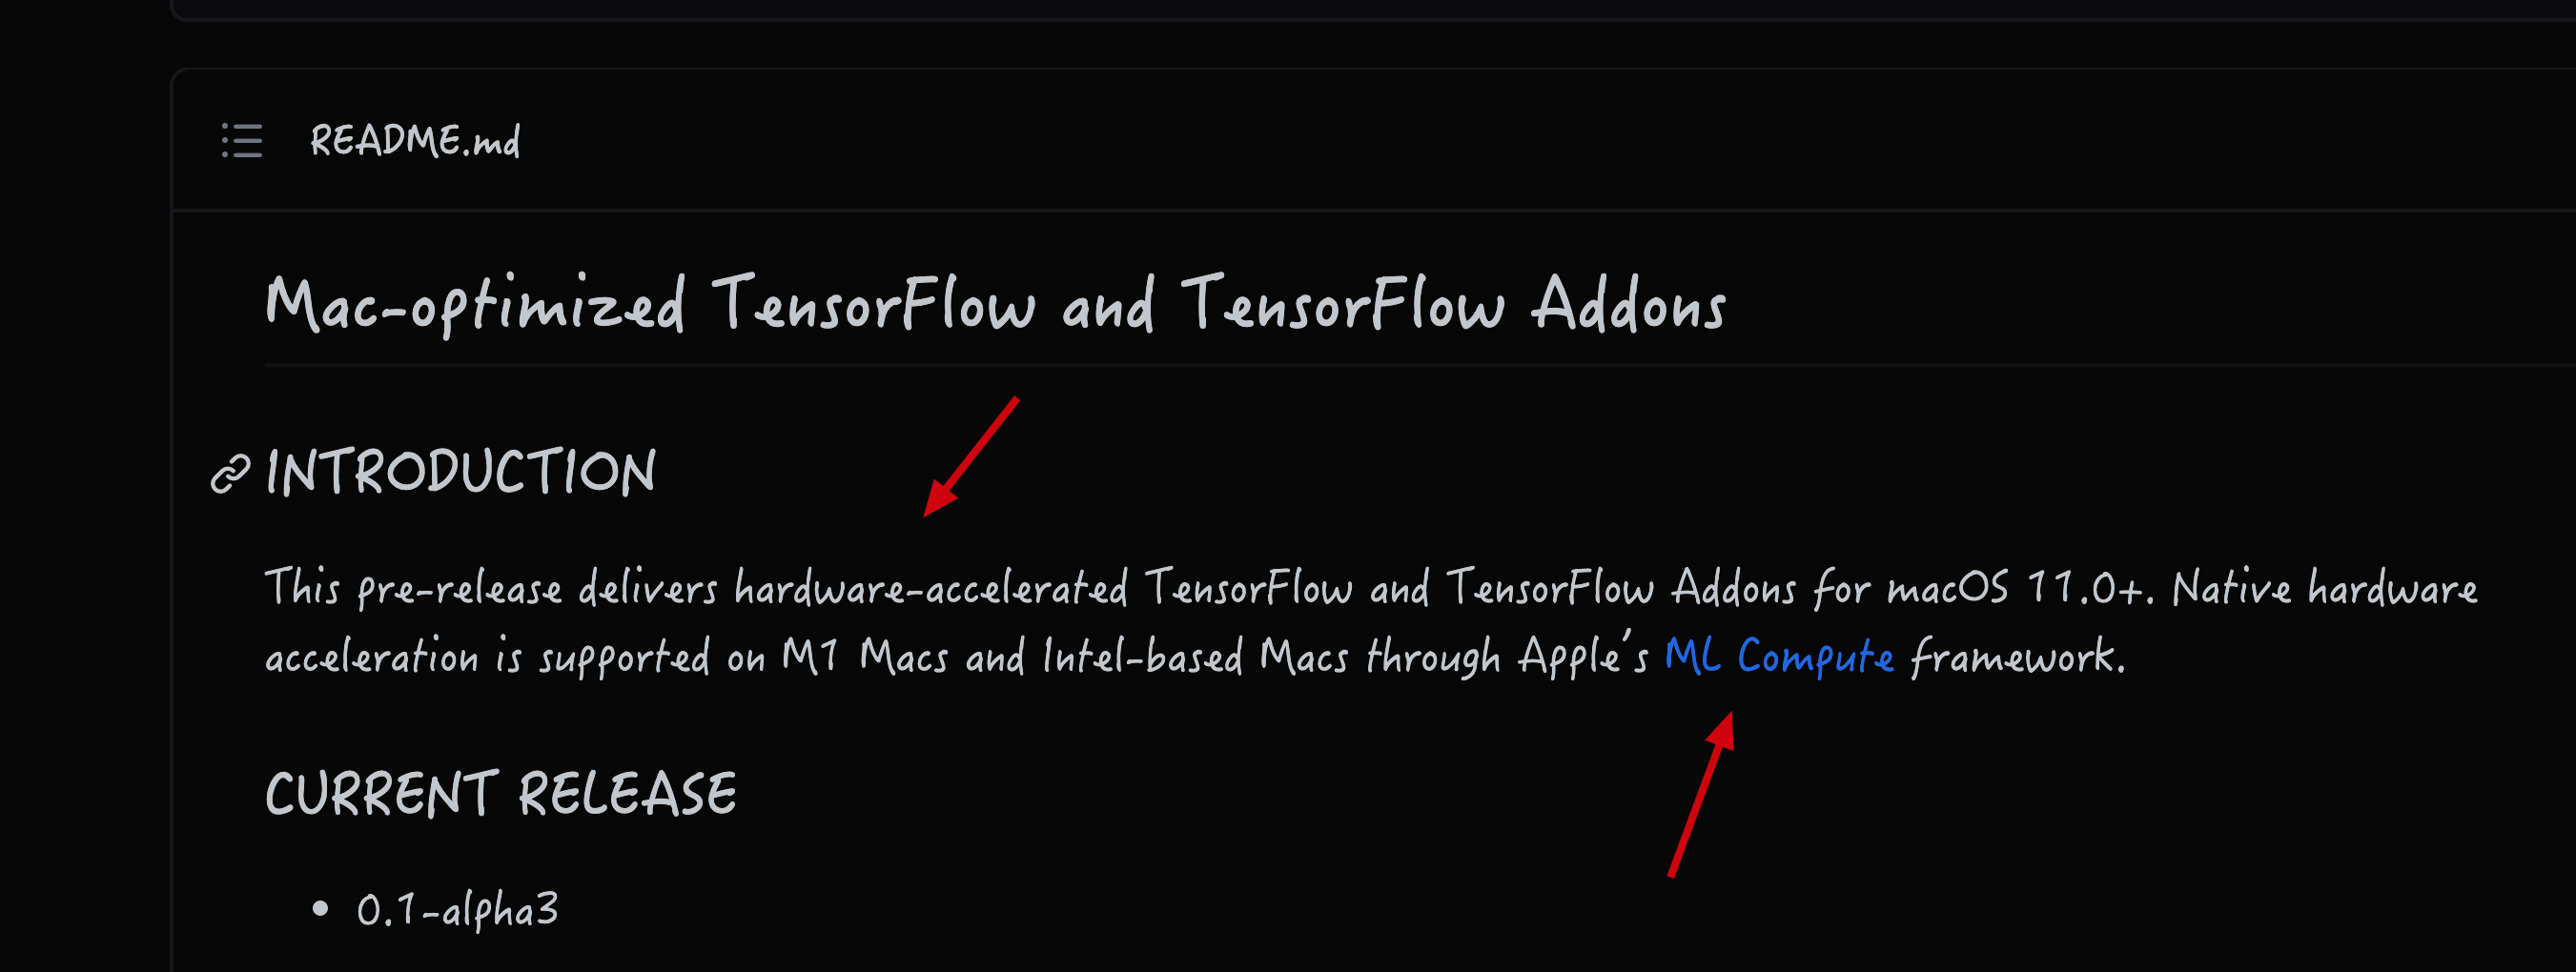 README.md
Mac-optimized TensorFlow and TensorFlow Addons
INTRODUCTION
This pre-release delivers hardware-accelerated TensorFlow and TensorFlow Addons for macOS 11.0+. Native hardware
acceleration is supported on M1 Macs and Intel-based Macs through Apple's ML Compute framework.
CURRENT RELEASE
• 0.1-alpha3